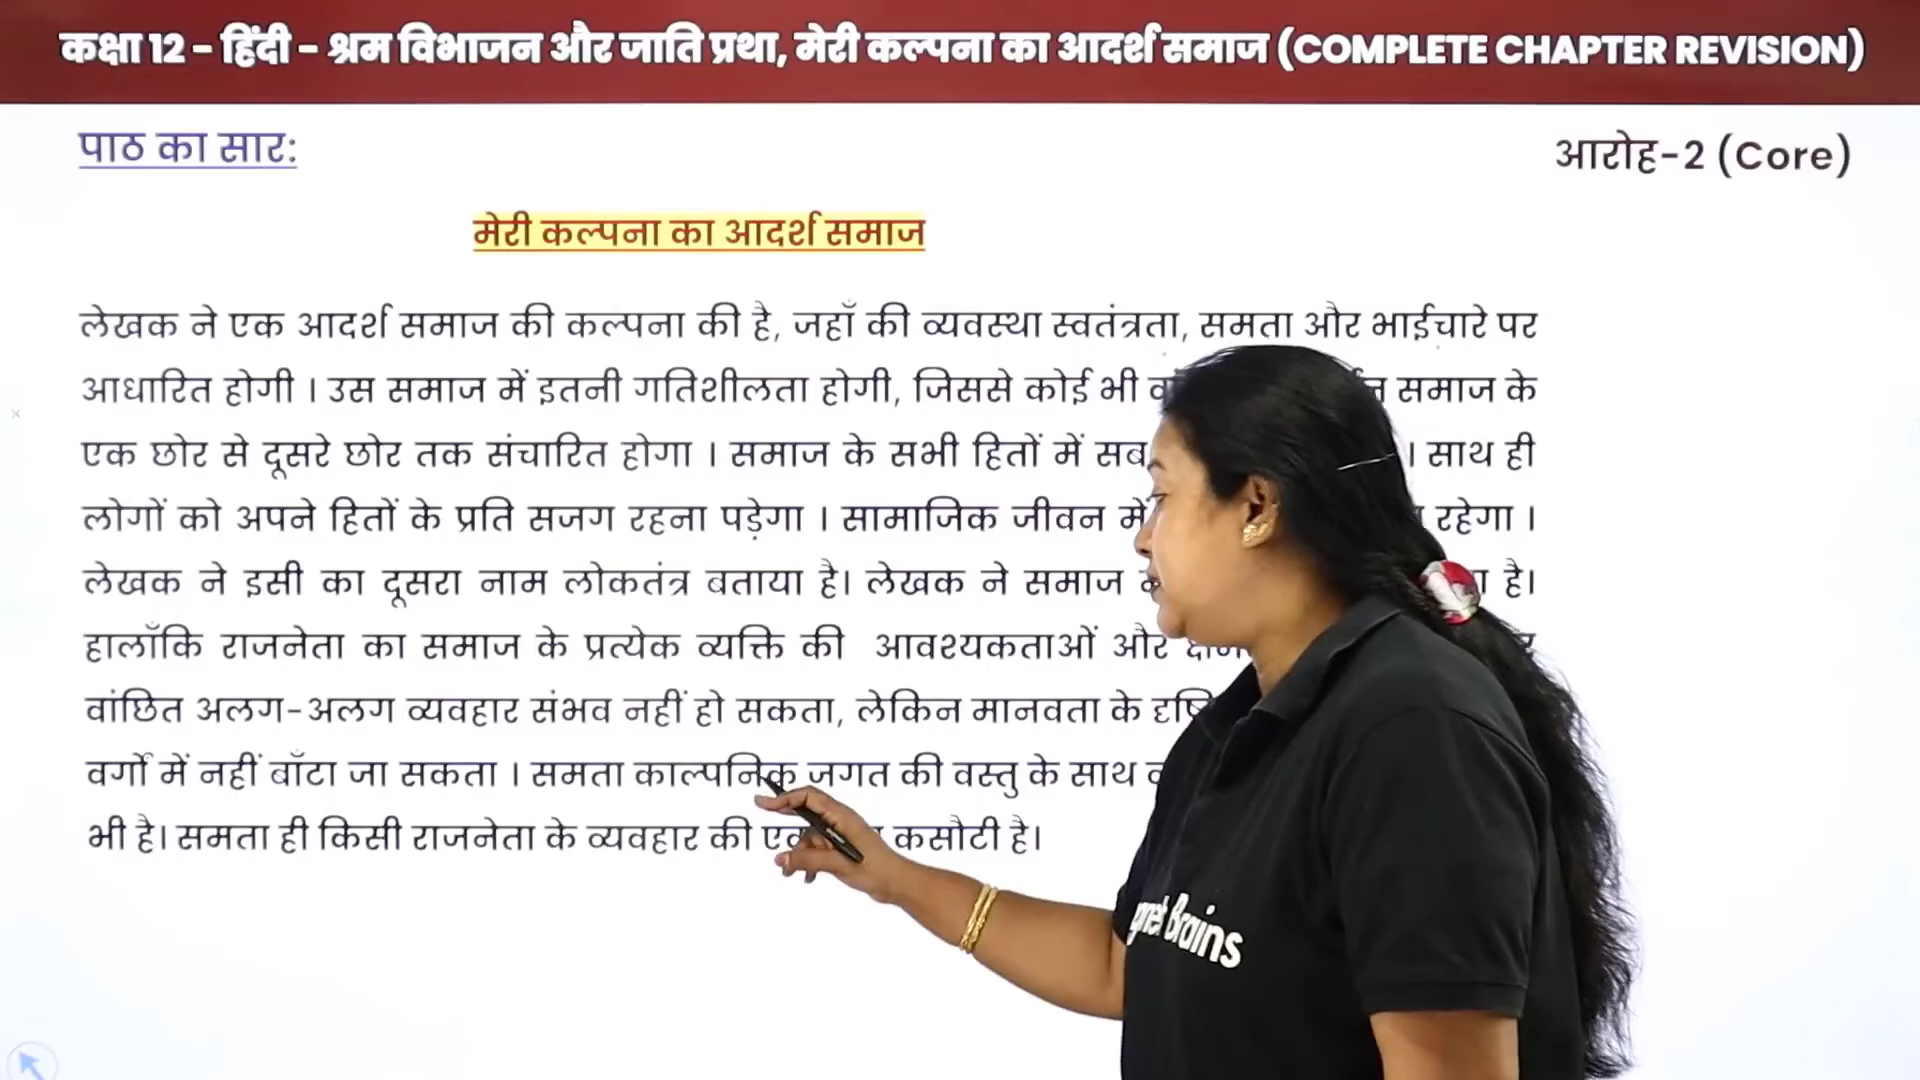 कक्षा 12 - हिंदी - श्रम विभाजन और जाति प्रथा, मेरी कल्पना का आदर्श समाज (COMPLETE CHAPTER REVISION)
पाठ का सार:
आरोह-2 (Core)
मेरी कल्पना का आदर्श समाज
लेखक ने एक आदर्श समाज की कल्पना की है, जहाँ की व्यवस्था स्वतंत्रता, समता और भाईचारे पर
आधारित होगी । उस समाज में इतनी गतिशीलता होगी, जिससे कोई भी समाज के
एक छोर से दूसरे छोर तक संचारित होगा । समाज के सभी हितों में सब । साथ ही
लोगों को अपने हितों के प्रति सजग रहना पड़ेगा । सामाजिक जीवन में रहेगा ।
लेखक ने इसी का दूसरा नाम लोकतंत्र बताया है। लेखक ने समाज है।
हालाँकि राजनेता का समाज के प्रत्येक व्यक्ति की आवश्यकताओं और
वांछित अलग-अलग व्यवहार संभव नहीं हो सकता, लेकिन मानवता के
वर्गों में नहीं बाँटा जा सकता । समता काल्पनिक जगत की वस्तु के साथ
भी है। समता ही किसी राजनेता के व्यवहार की कसौटी है।
Brains